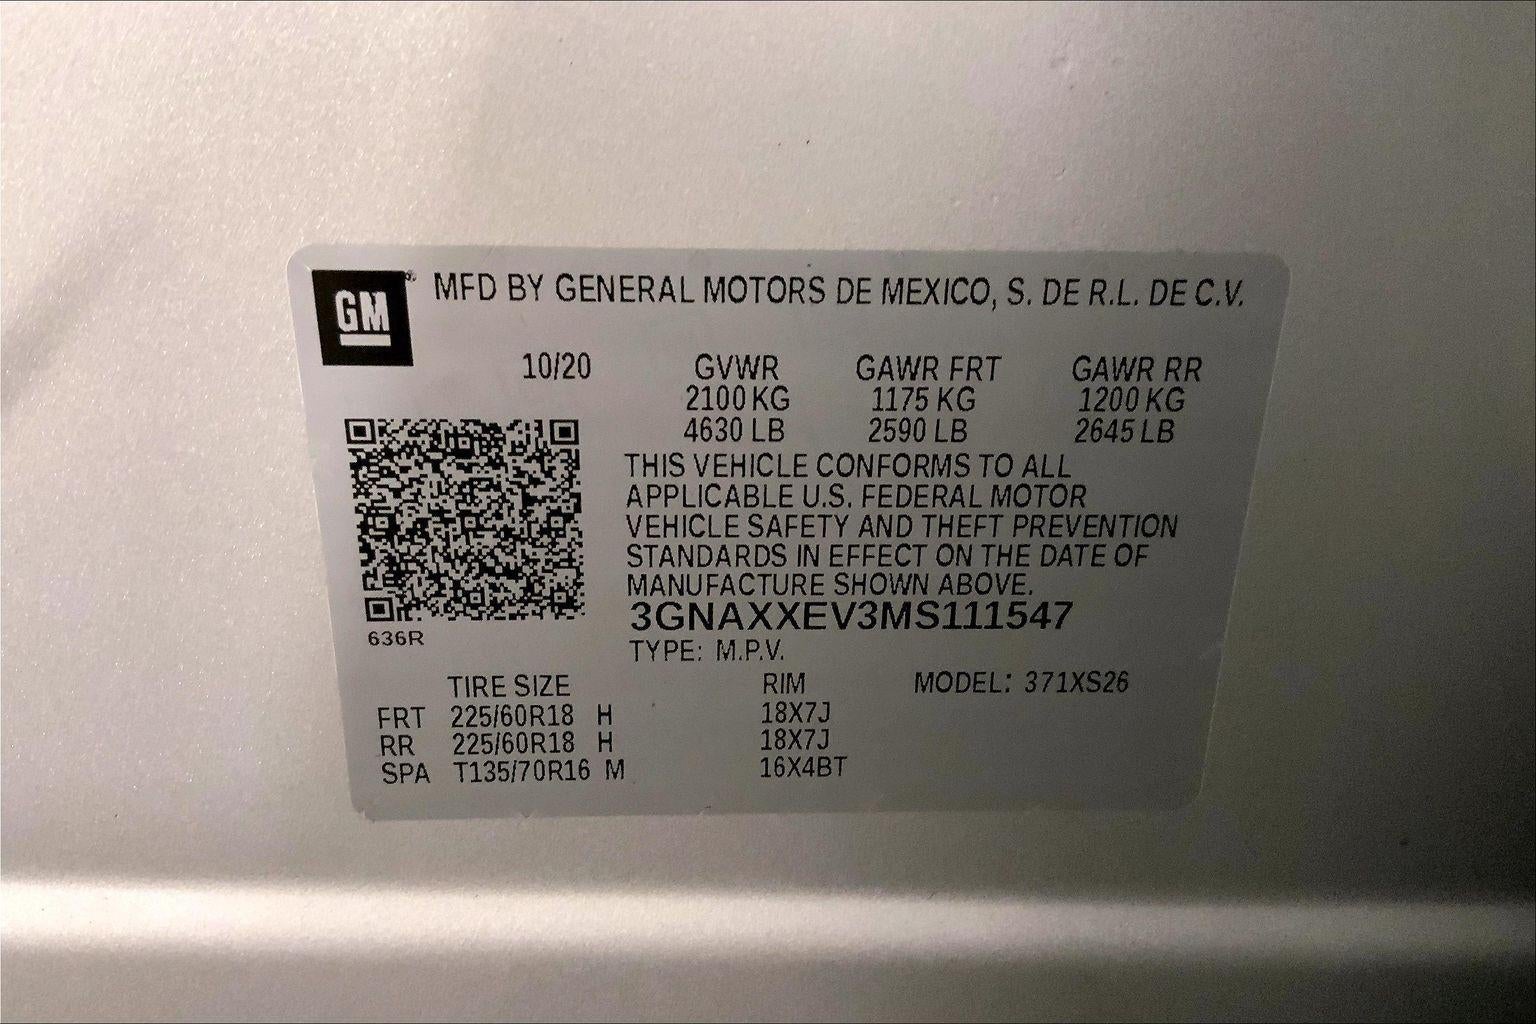 GM® MFD BY GENERAL MOTORS DE MEXICO, S. DE R.L. DE C.V.
10/20 GVWR GAWR FRT GAWR RR
2100 KG 1175 KG 1200 KG
4630 LB 2590 LB 2645 LB
THIS VEHICLE CONFORMS TO ALL
APPLICABLE U.S. FEDERAL MOTOR
VEHICLE SAFETY AND THEFT PREVENTION
STANDARDS IN EFFECT ON THE DATE OF
MANUFACTURE SHOWN ABOVE.
3GNAXXEV3MS111547
636R
TYPE: M.P.V.
TIRE SIZE RIM MODEL: 371XS26
FRT 225/60R18 H 18X7J
RR 225/60R18 H 18X7J
SPA T135/70R16 M 16X4BT